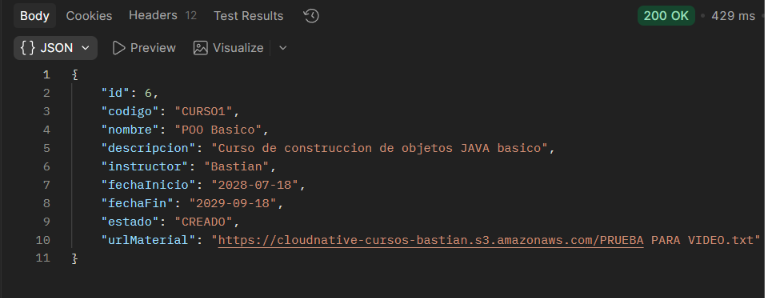 Body Cookies Headers 12 Test Results 200 OK • 429 ms •
{} JSON Preview Visualize
1 {
2 "id": 6,
3 "codigo": "CURSO1",
4 "nombre": "POO Basico",
5 "descripcion": "Curso de construccion de objetos JAVA basico",
6 "instructor": "Bastian",
7 "fechaInicio": "2028-07-18",
8 "fechaFin": "2029-09-18",
9 "estado": "CREADO",
10 "urlMaterial": "https://cloudnative-cursos-bastian.s3.amazonaws.com/PRUEBA PARA VIDEO.txt"
11 }